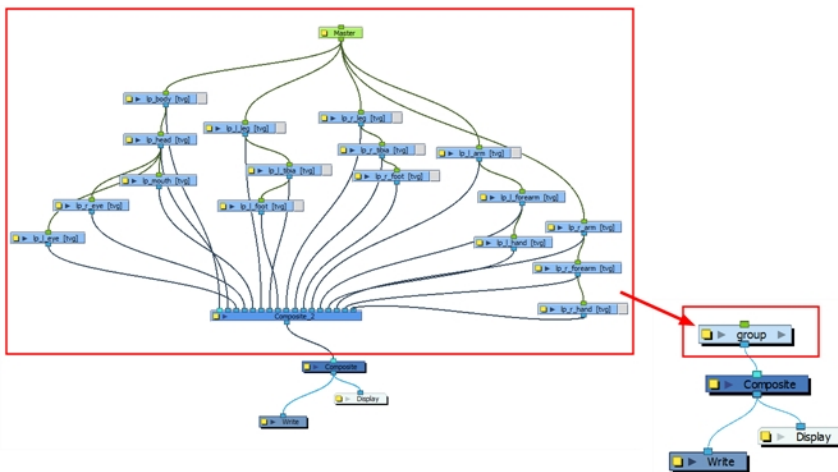 Master
lp_body [tvg]
lp_head [tvg]
lp_l_leg [tvg]
lp_r_leg [tvg]
lp_r_tibia [tvg]
lp_l_arm [tvg]
lp_mouth [tvg]
lp_l_tibia [tvg]
lp_r_foot [tvg]
lp_r_eye [tvg]
lp_l_foot [tvg]
lp_l_forearm [tvg]
lp_l_eye [tvg]
lp_r_arm [tvg]
lp_l_hand [tvg]
lp_r_forearm [tvg]
lp_r_hand [tvg]
Composite_2
group
Composite
Display
Write
Composite
Display
Write